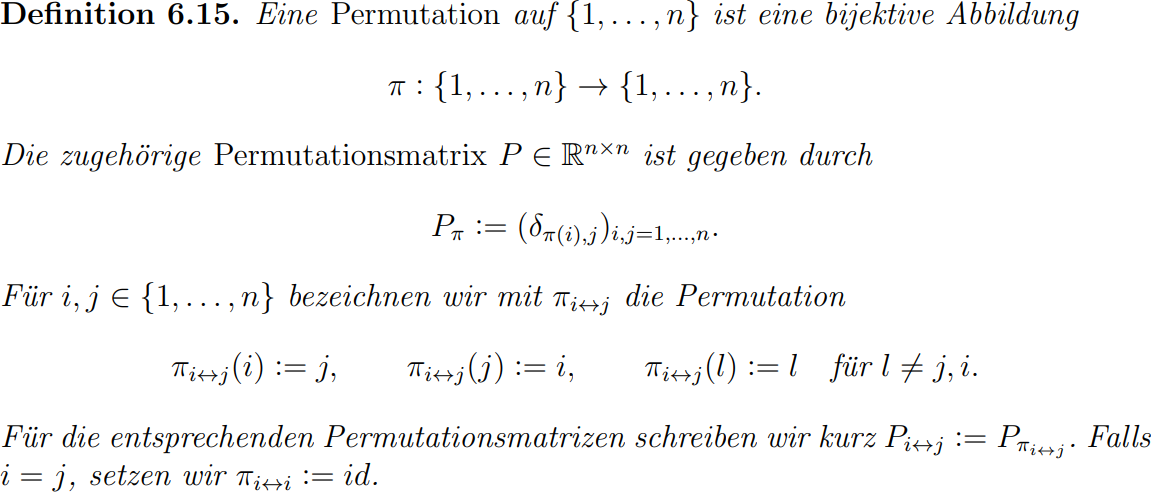 Definition 6.15. Eine Permutation auf {1, . . . , n} ist eine bijektive Abbildung
π : {1, . . . , n} → {1, . . . , n}.
Die zugehörige Permutationsmatrix P ∈ ℝⁿˣⁿ ist gegeben durch
P_π := (δ_{π(i),j})_{i,j=1,...,n}.
Für i, j ∈ {1, . . . , n} bezeichnen wir mit π_{i↔j} die Permutation
π_{i↔j}(i) := j, π_{i↔j}(j) := i, π_{i↔j}(l) := l für l ≠ j, i.
Für die entsprechenden Permutationsmatrizen schreiben wir kurz P_{i↔j} := P_{π_{i↔j}}. Falls
i = j, setzen wir π_{i↔i} := id.